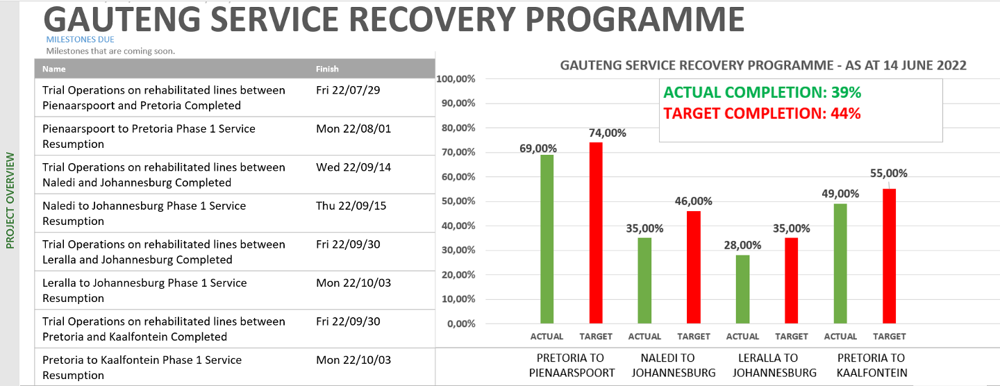 GAUTENG SERVICE RECOVERY PROGRAMME
MILESTONES DUE
Milestones that are coming soon.
PROJECT OVERVIEW
Name Finish
Trial Operations on rehabilitated lines between Fri 22/07/29
Pienaarspoort and Pretoria Completed
Pienaarspoort to Pretoria Phase 1 Service Mon 22/08/01
Resumption
Trial Operations on rehabilitated lines between Wed 22/09/14
Naledi and Johannesburg Completed
Naledi to Johannesburg Phase 1 Service Thu 22/09/15
Resumption
Trial Operations on rehabilitated lines between Fri 22/09/30
Leralla and Johannesburg Completed
Leralla to Johannesburg Phase 1 Service Mon 22/10/03
Resumption
Trial Operations on rehabilitated lines between Fri 22/09/30
Pretoria and Kaalfontein Completed
Pretoria to Kaalfontein Phase 1 Service Mon 22/10/03
Resumption
GAUTENG SERVICE RECOVERY PROGRAMME - AS AT 14 JUNE 2022
ACTUAL COMPLETION: 39%
TARGET COMPLETION: 44%
100,00%
90,00%
80,00%
70,00%
60,00%
50,00%
40,00%
30,00%
20,00%
10,00%
0,00%
69,00% 74,00% 35,00% 46,00% 28,00% 35,00% 49,00% 55,00%
ACTUAL TARGET ACTUAL TARGET ACTUAL TARGET ACTUAL TARGET
PRETORIA TO NALEDI TO LERALLA TO PRETORIA TO
PIENAARSPOORT JOHANNESBURG JOHANNESBURG KAALFONTEIN